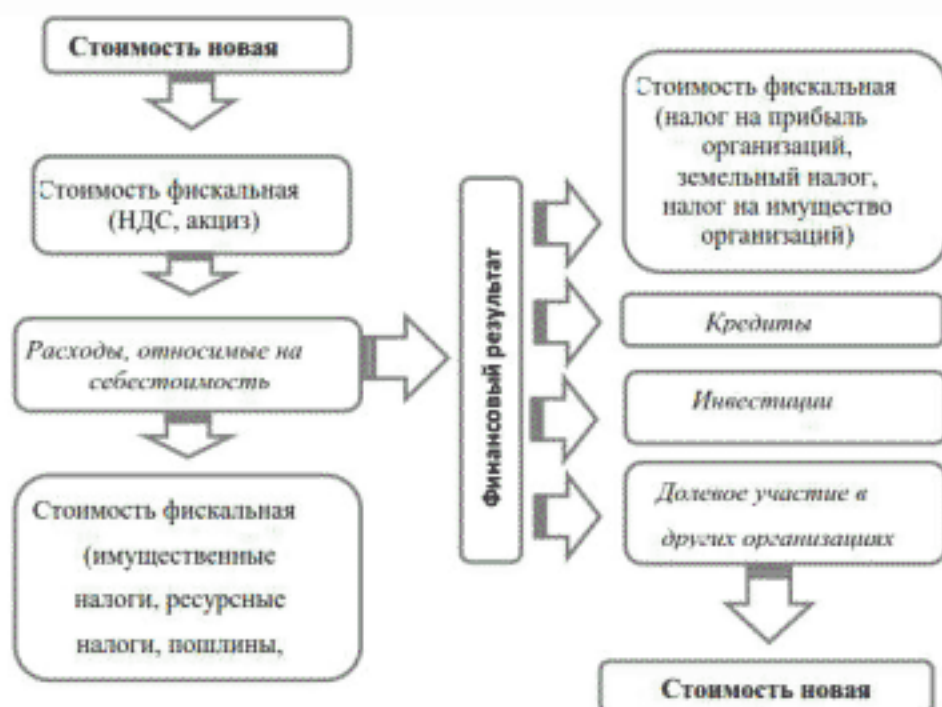 Стоимость новая
Стоимость фискальная
(НДС, акциз)
Расходы, относимые на
себестоимость
Стоимость фискальная
(имущественные
налоги, ресурсные
налоги, пошлины,
Финансовый результат
Стоимость фискальная
(налог на прибыль
организаций,
земельный налог,
налог на имущество
организаций)
Кредиты
Инвестиции
Долевое участие в
других организациях
Стоимость новая